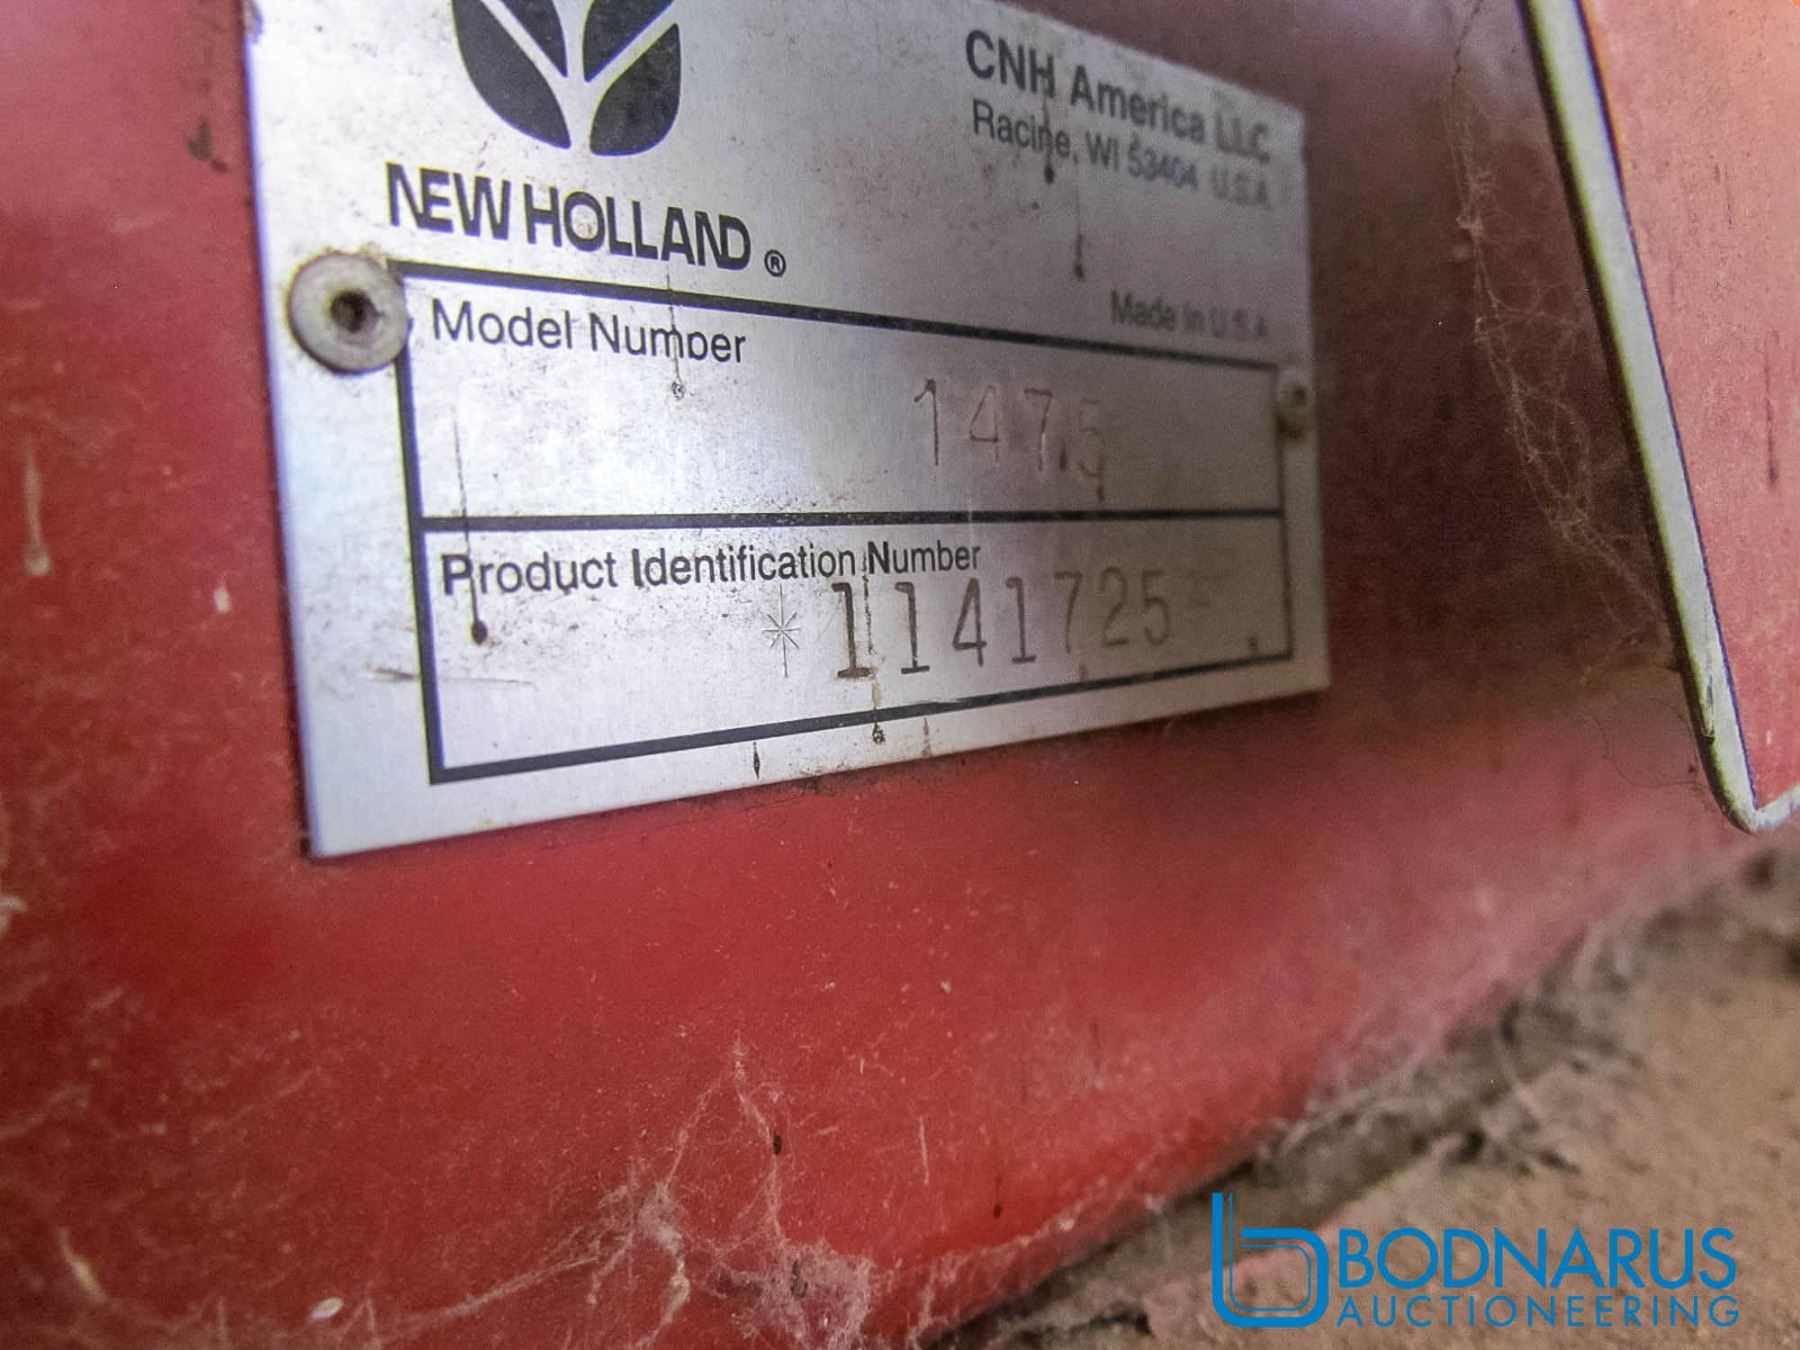 CNH America LLC
Racine, WI 53404 U.S.A.
NEW HOLLAND ®
Made in U.S.A.
Model Number
1475
Product Identification Number
*1141725
BODNARUS
AUCTIONEERING